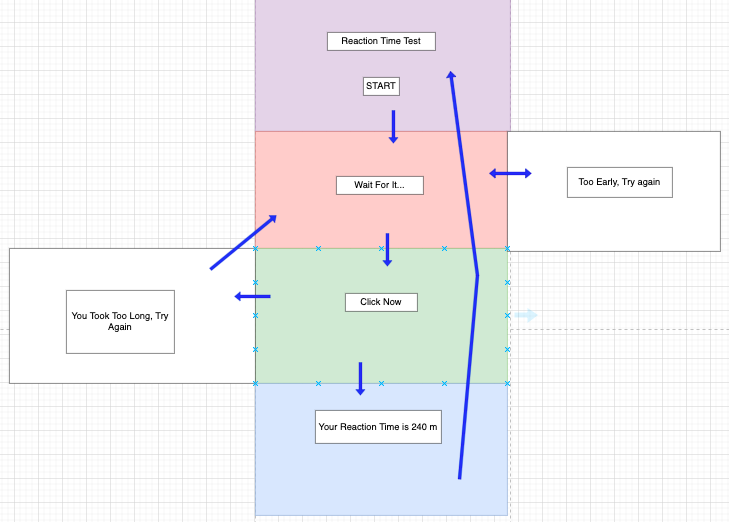 Reaction Time Test
START
Wait For It...
Too Early, Try again
Click Now
You Took Too Long, Try
Again
Your Reaction Time is 240 m